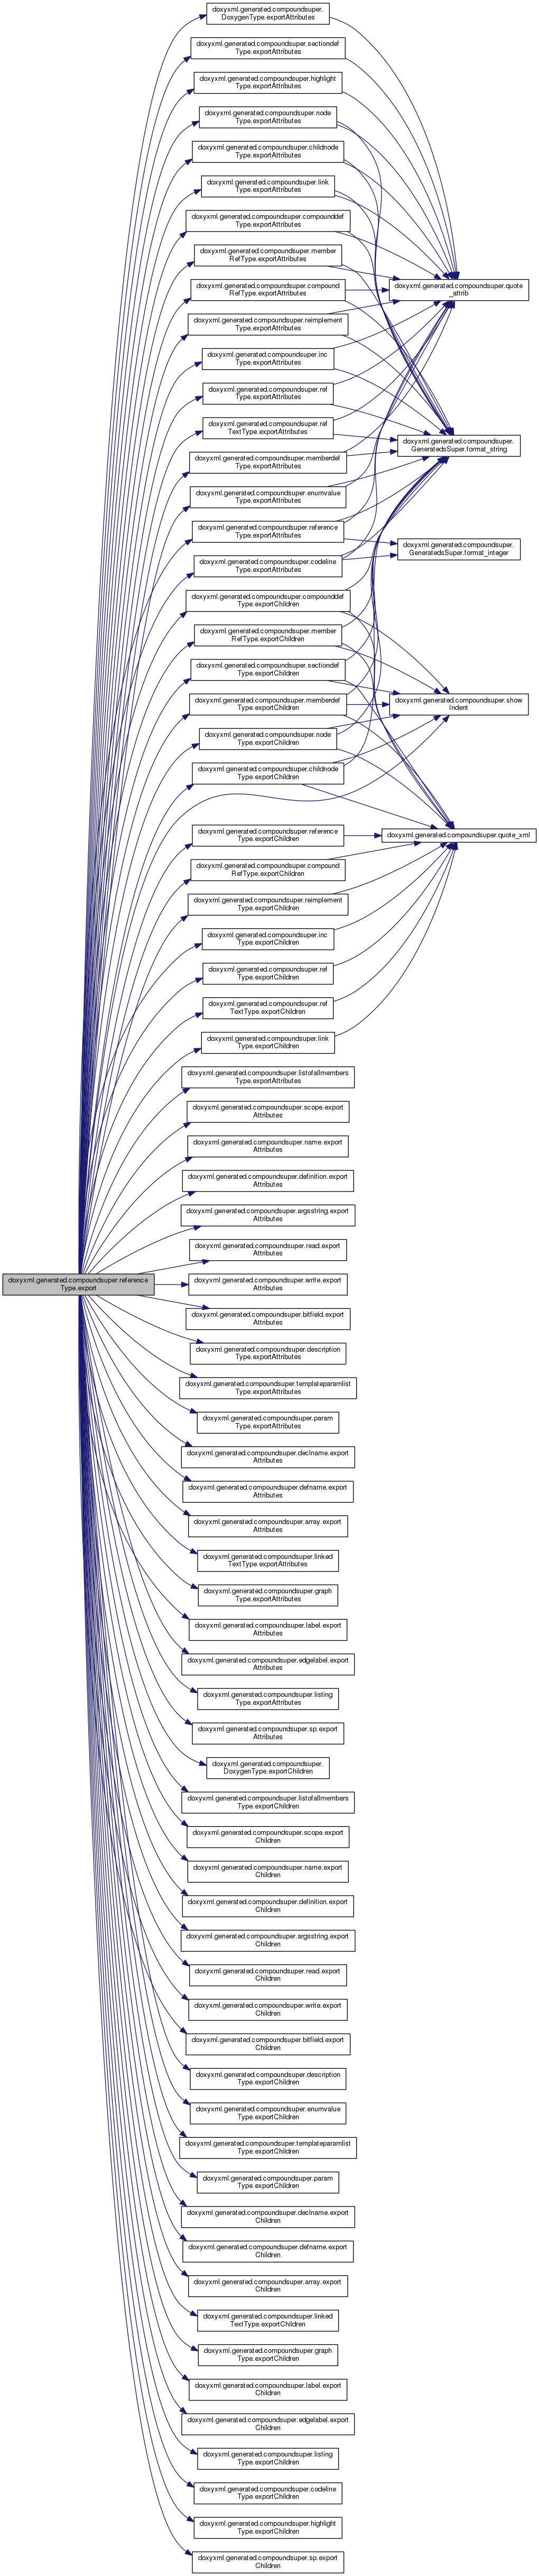 doxyxml.generated.compoundsuper.
DoxygenType.exportAttributes
doxyxml.generated.compoundsuper.sectiondef
Type.exportAttributes
doxyxml.generated.compoundsuper.highlight
Type.exportAttributes
doxyxml.generated.compoundsuper.node
Type.exportAttributes
doxyxml.generated.compoundsuper.childnode
Type.exportAttributes
doxyxml.generated.compoundsuper.link
Type.exportAttributes
doxyxml.generated.compoundsuper.compounddef
Type.exportAttributes
doxyxml.generated.compoundsuper.member
RefType.exportAttributes
doxyxml.generated.compoundsuper.compound
RefType.exportAttributes
doxyxml.generated.compoundsuper.reimplement
Type.exportAttributes
doxyxml.generated.compoundsuper.inc
Type.exportAttributes
doxyxml.generated.compoundsuper.ref
Type.exportAttributes
doxyxml.generated.compoundsuper.ref
TextType.exportAttributes
doxyxml.generated.compoundsuper.memberdef
Type.exportAttributes
doxyxml.generated.compoundsuper.enumvalue
Type.exportAttributes
doxyxml.generated.compoundsuper.reference
Type.exportAttributes
doxyxml.generated.compoundsuper.codeline
Type.exportAttributes
doxyxml.generated.compoundsuper.compounddef
Type.exportChildren
doxyxml.generated.compoundsuper.member
RefType.exportChildren
doxyxml.generated.compoundsuper.sectiondef
Type.exportChildren
doxyxml.generated.compoundsuper.memberdef
Type.exportChildren
doxyxml.generated.compoundsuper.node
Type.exportChildren
doxyxml.generated.compoundsuper.childnode
Type.exportChildren
doxyxml.generated.compoundsuper.reference
Type.exportChildren
doxyxml.generated.compoundsuper.compound
RefType.exportChildren
doxyxml.generated.compoundsuper.reimplement
Type.exportChildren
doxyxml.generated.compoundsuper.inc
Type.exportChildren
doxyxml.generated.compoundsuper.ref
Type.exportChildren
doxyxml.generated.compoundsuper.ref
TextType.exportChildren
doxyxml.generated.compoundsuper.link
Type.exportChildren
doxyxml.generated.compoundsuper.listofallmembers
Type.exportAttributes
doxyxml.generated.compoundsuper.scope.export
Attributes
doxyxml.generated.compoundsuper.name.export
Attributes
doxyxml.generated.compoundsuper.definition.export
Attributes
doxyxml.generated.compoundsuper.argsstring.export
Attributes
doxyxml.generated.compoundsuper.read.export
Attributes
doxyxml.generated.compoundsuper.write.export
Attributes
doxyxml.generated.compoundsuper.bitfield.export
Attributes
doxyxml.generated.compoundsuper.description
Type.exportAttributes
doxyxml.generated.compoundsuper.templateparamlist
Type.exportAttributes
doxyxml.generated.compoundsuper.param
Type.exportAttributes
doxyxml.generated.compoundsuper.declname.export
Attributes
doxyxml.generated.compoundsuper.defname.export
Attributes
doxyxml.generated.compoundsuper.array.export
Attributes
doxyxml.generated.compoundsuper.linked
TextType.exportAttributes
doxyxml.generated.compoundsuper.graph
Type.exportAttributes
doxyxml.generated.compoundsuper.label.export
Attributes
doxyxml.generated.compoundsuper.edgelabel.export
Attributes
doxyxml.generated.compoundsuper.listing
Type.exportAttributes
doxyxml.generated.compoundsuper.sp.export
Attributes
doxyxml.generated.compoundsuper.
DoxygenType.exportChildren
doxyxml.generated.compoundsuper.listofallmembers
Type.exportChildren
doxyxml.generated.compoundsuper.scope.export
Children
doxyxml.generated.compoundsuper.name.export
Children
doxyxml.generated.compoundsuper.definition.export
Children
doxyxml.generated.compoundsuper.argsstring.export
Children
doxyxml.generated.compoundsuper.read.export
Children
doxyxml.generated.compoundsuper.write.export
Children
doxyxml.generated.compoundsuper.bitfield.export
Children
doxyxml.generated.compoundsuper.description
Type.exportChildren
doxyxml.generated.compoundsuper.enumvalue
Type.exportChildren
doxyxml.generated.compoundsuper.templateparamlist
Type.exportChildren
doxyxml.generated.compoundsuper.param
Type.exportChildren
doxyxml.generated.compoundsuper.declname.export
Children
doxyxml.generated.compoundsuper.defname.export
Children
doxyxml.generated.compoundsuper.array.export
Children
doxyxml.generated.compoundsuper.linked
TextType.exportChildren
doxyxml.generated.compoundsuper.graph
Type.exportChildren
doxyxml.generated.compoundsuper.label.export
Children
doxyxml.generated.compoundsuper.edgelabel.export
Children
doxyxml.generated.compoundsuper.listing
Type.exportChildren
doxyxml.generated.compoundsuper.codeline
Type.exportChildren
doxyxml.generated.compoundsuper.highlight
Type.exportChildren
doxyxml.generated.compoundsuper.sp.export
Children
doxyxml.generated.compoundsuper.reference
Type.export
doxyxml.generated.compoundsuper.quote
_attrib
doxyxml.generated.compoundsuper.
GeneratedsSuper.format_string
doxyxml.generated.compoundsuper.
GeneratedsSuper.format_integer
doxyxml.generated.compoundsuper.show
Indent
doxyxml.generated.compoundsuper.quote_xml